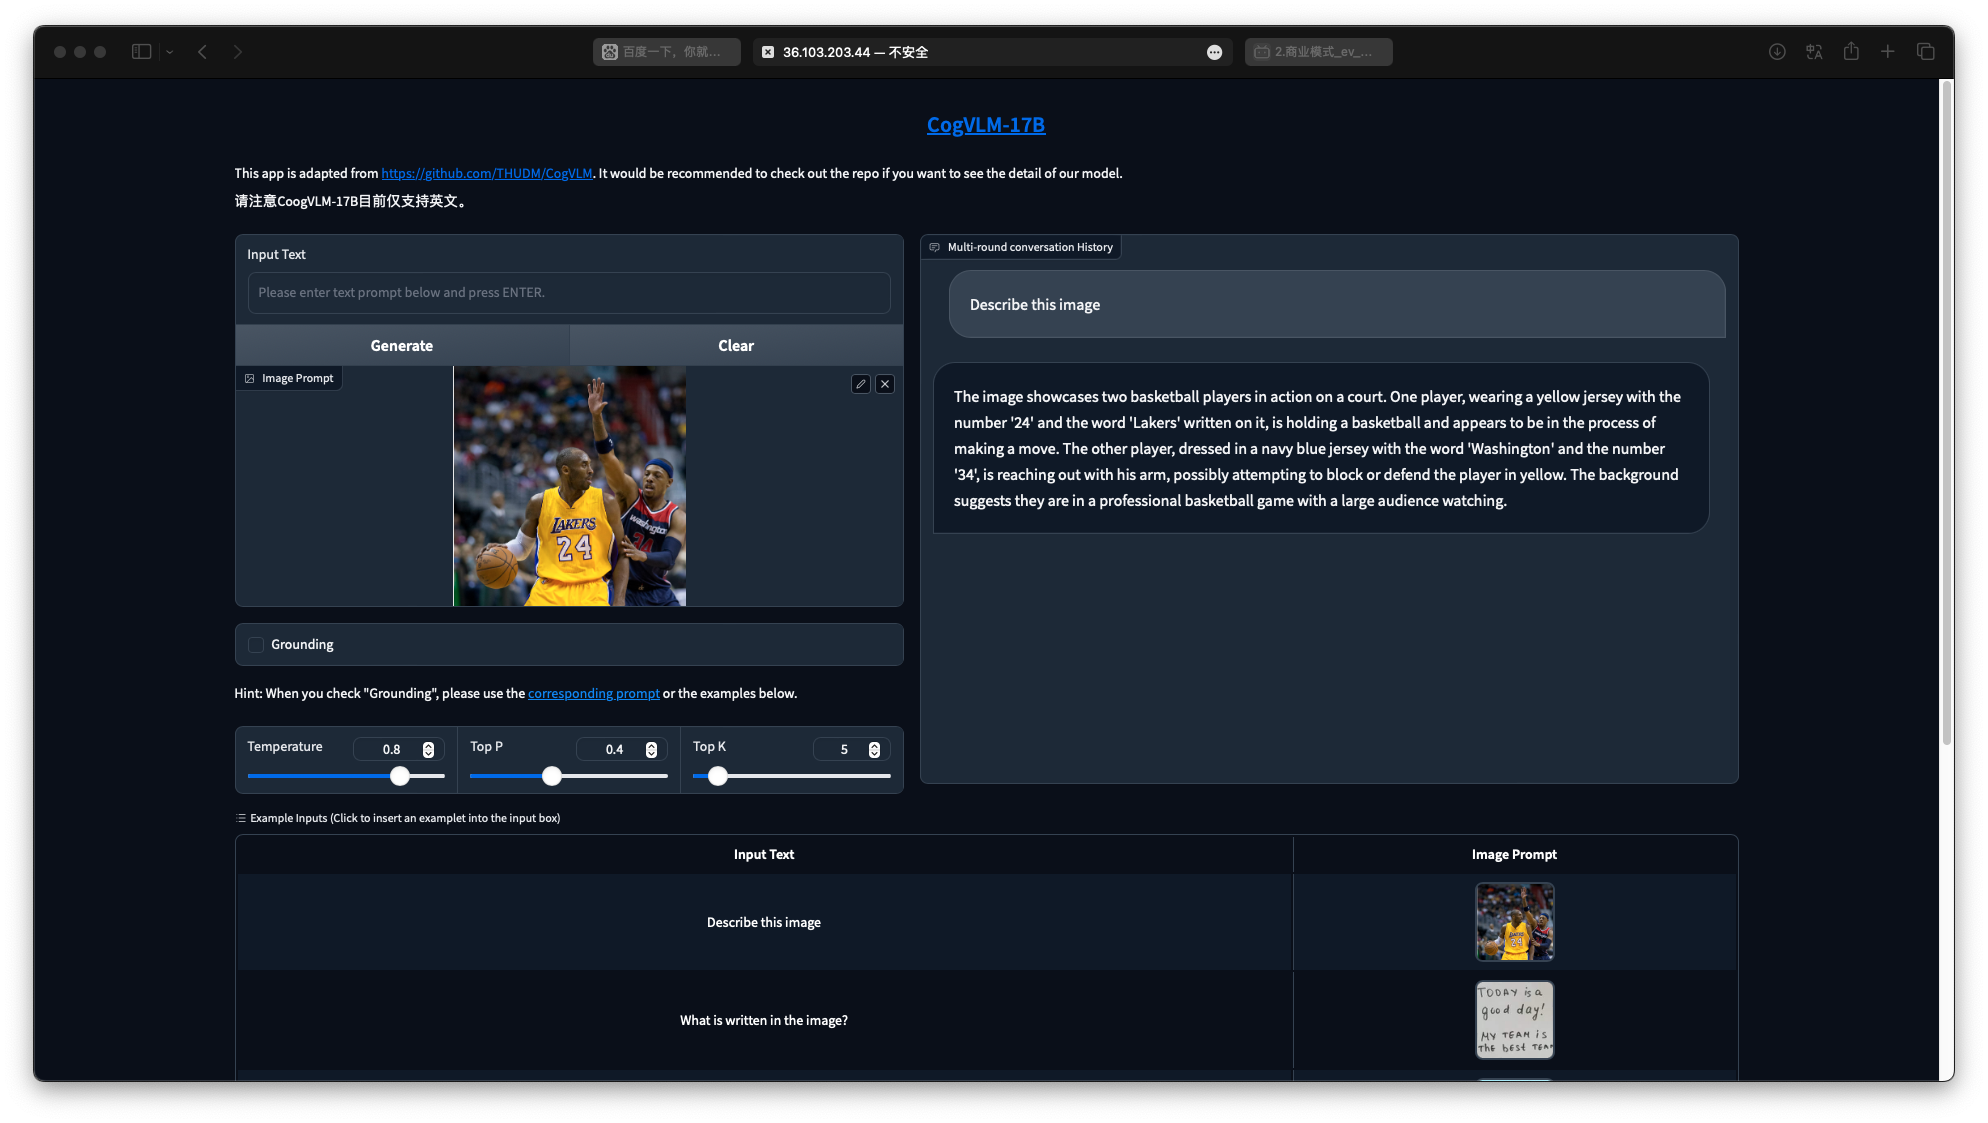 百度一下，你就...
36.103.203.44 — 不安全
2.商业模式_ev_...
CogVLM-17B
This app is adapted from https://github.com/THUDM/CogVLM. It would be recommended to check out the repo if you want to see the detail of our model.
请注意CoogVLM-17B目前仅支持英文。
Input Text
Please enter text prompt below and press ENTER.
Generate
Clear
Image Prompt
LAKERS
24
Washington
34
Grounding
Hint: When you check "Grounding", please use the corresponding prompt or the examples below.
Temperature
0.8
Top P
0.4
Top K
5
Multi-round conversation History
Describe this image
The image showcases two basketball players in action on a court. One player, wearing a yellow jersey with the
number '24' and the word 'Lakers' written on it, is holding a basketball and appears to be in the process of
making a move. The other player, dressed in a navy blue jersey with the word 'Washington' and the number
'34', is reaching out with his arm, possibly attempting to block or defend the player in yellow. The background
suggests they are in a professional basketball game with a large audience watching.
Example Inputs (Click to insert an examplet into the input box)
Input Text
Image Prompt
Describe this image
LAKERS
24
What is written in the image?
TODAY is a
good day!
MY TEAM is
The best TEAM